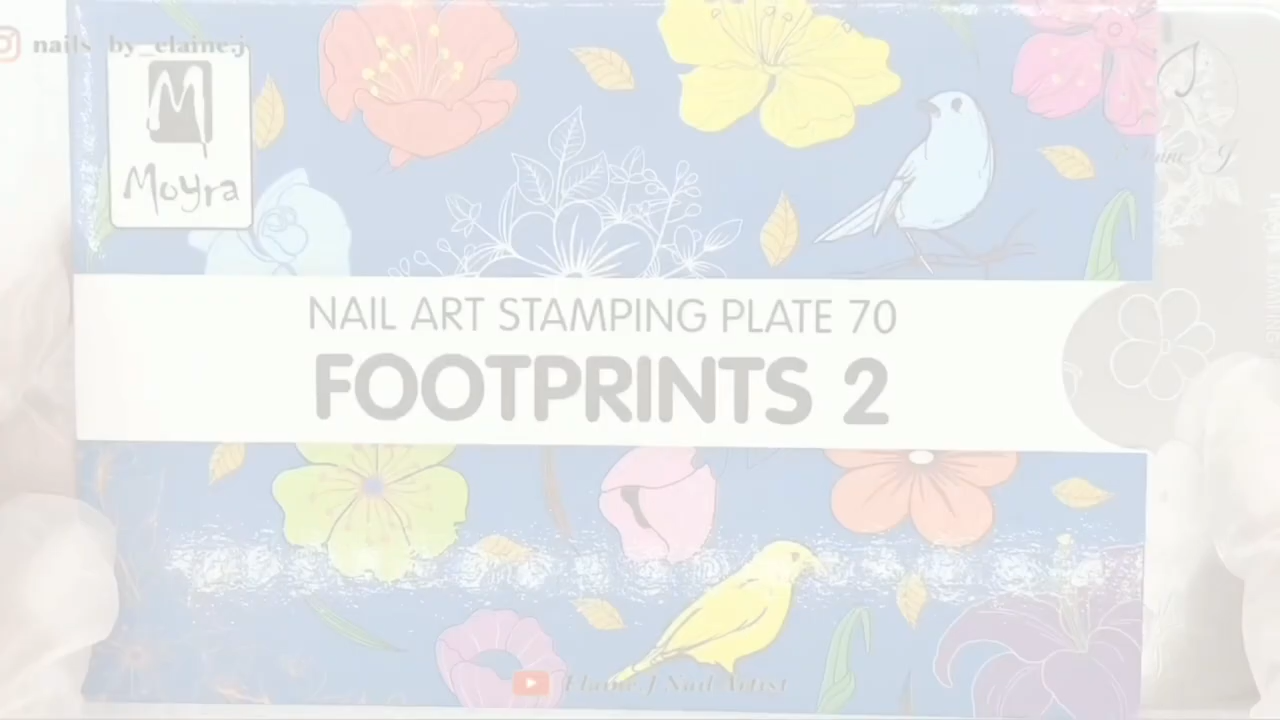 nails_by_elaine.j
Moyra
NAIL ART STAMPING PLATE 70
FOOTPRINTS 2
Elaine J Nail Artist